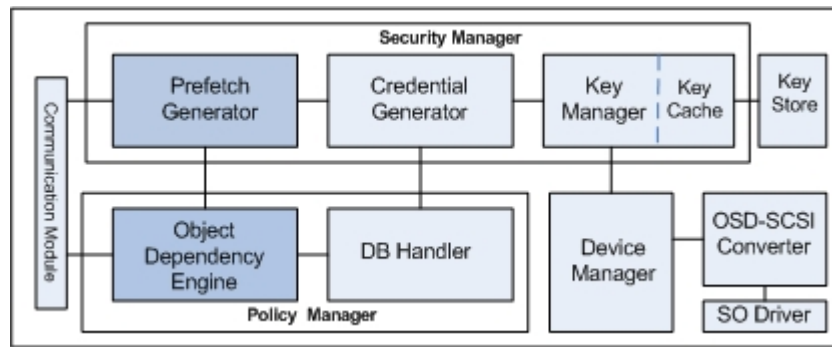 Security Manager
Communication Module
Prefetch
Generator
Credential
Generator
Key
Manager
Key
Cache
Key
Store
Object
Dependency
Engine
DB Handler
Policy Manager
Device
Manager
OSD-SCSI
Converter
SO Driver